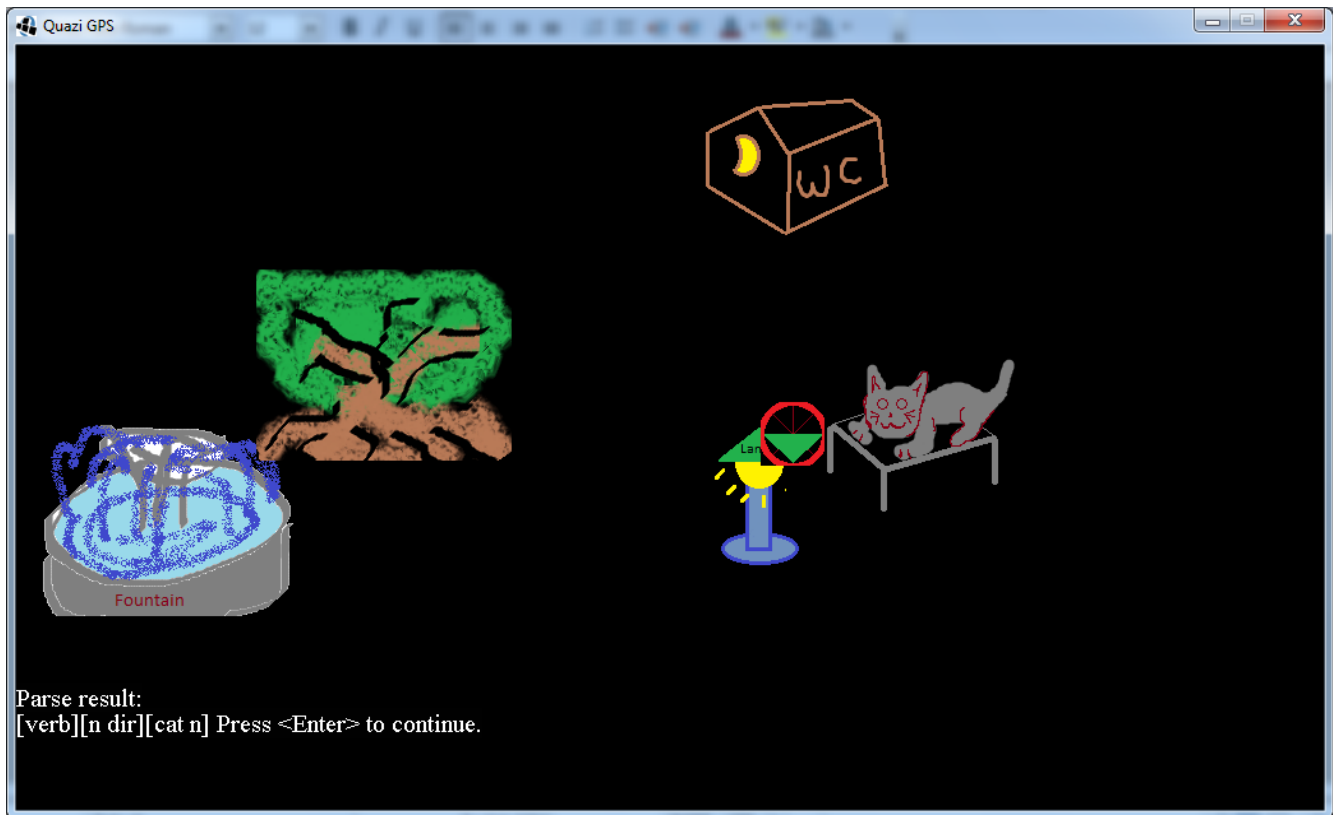 Quazi GPS
WC
Fountain
Parse result:
[verb][n dir][cat n] Press <Enter> to continue.